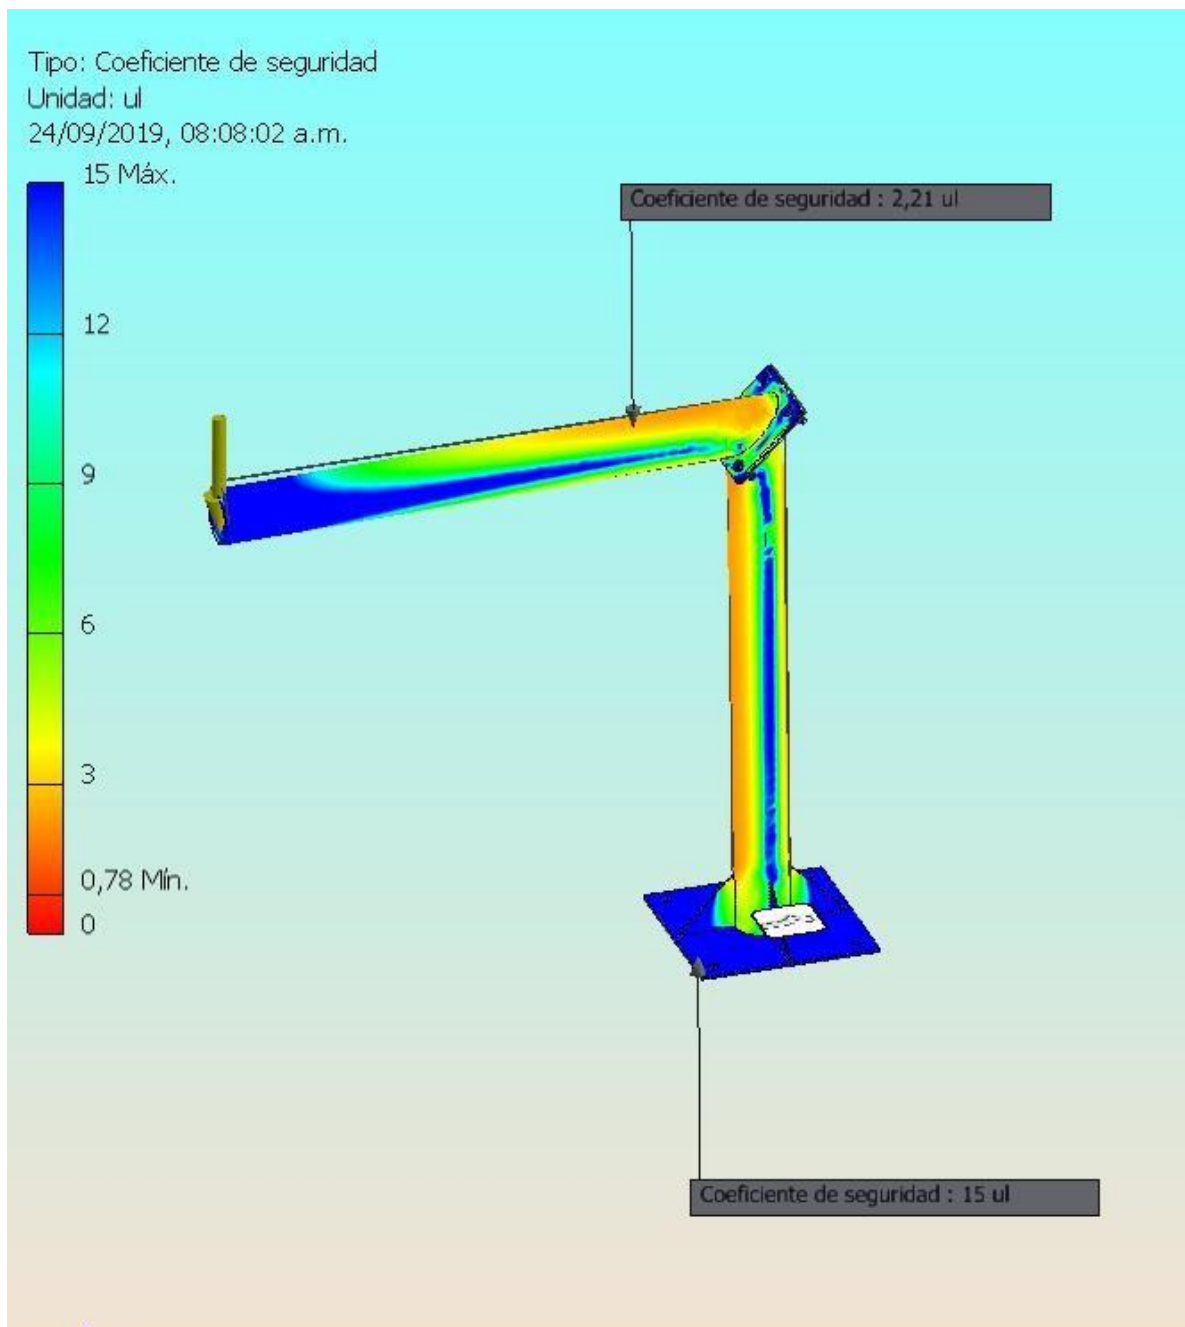 Tipo: Coeficiente de seguridad
Unidad: ul
24/09/2019, 08:08:02 a.m.
15 Máx.
Coeficiente de seguridad : 2,21 ul
12
9
6
3
0,78 Mín.
0
Coeficiente de seguridad : 15 ul